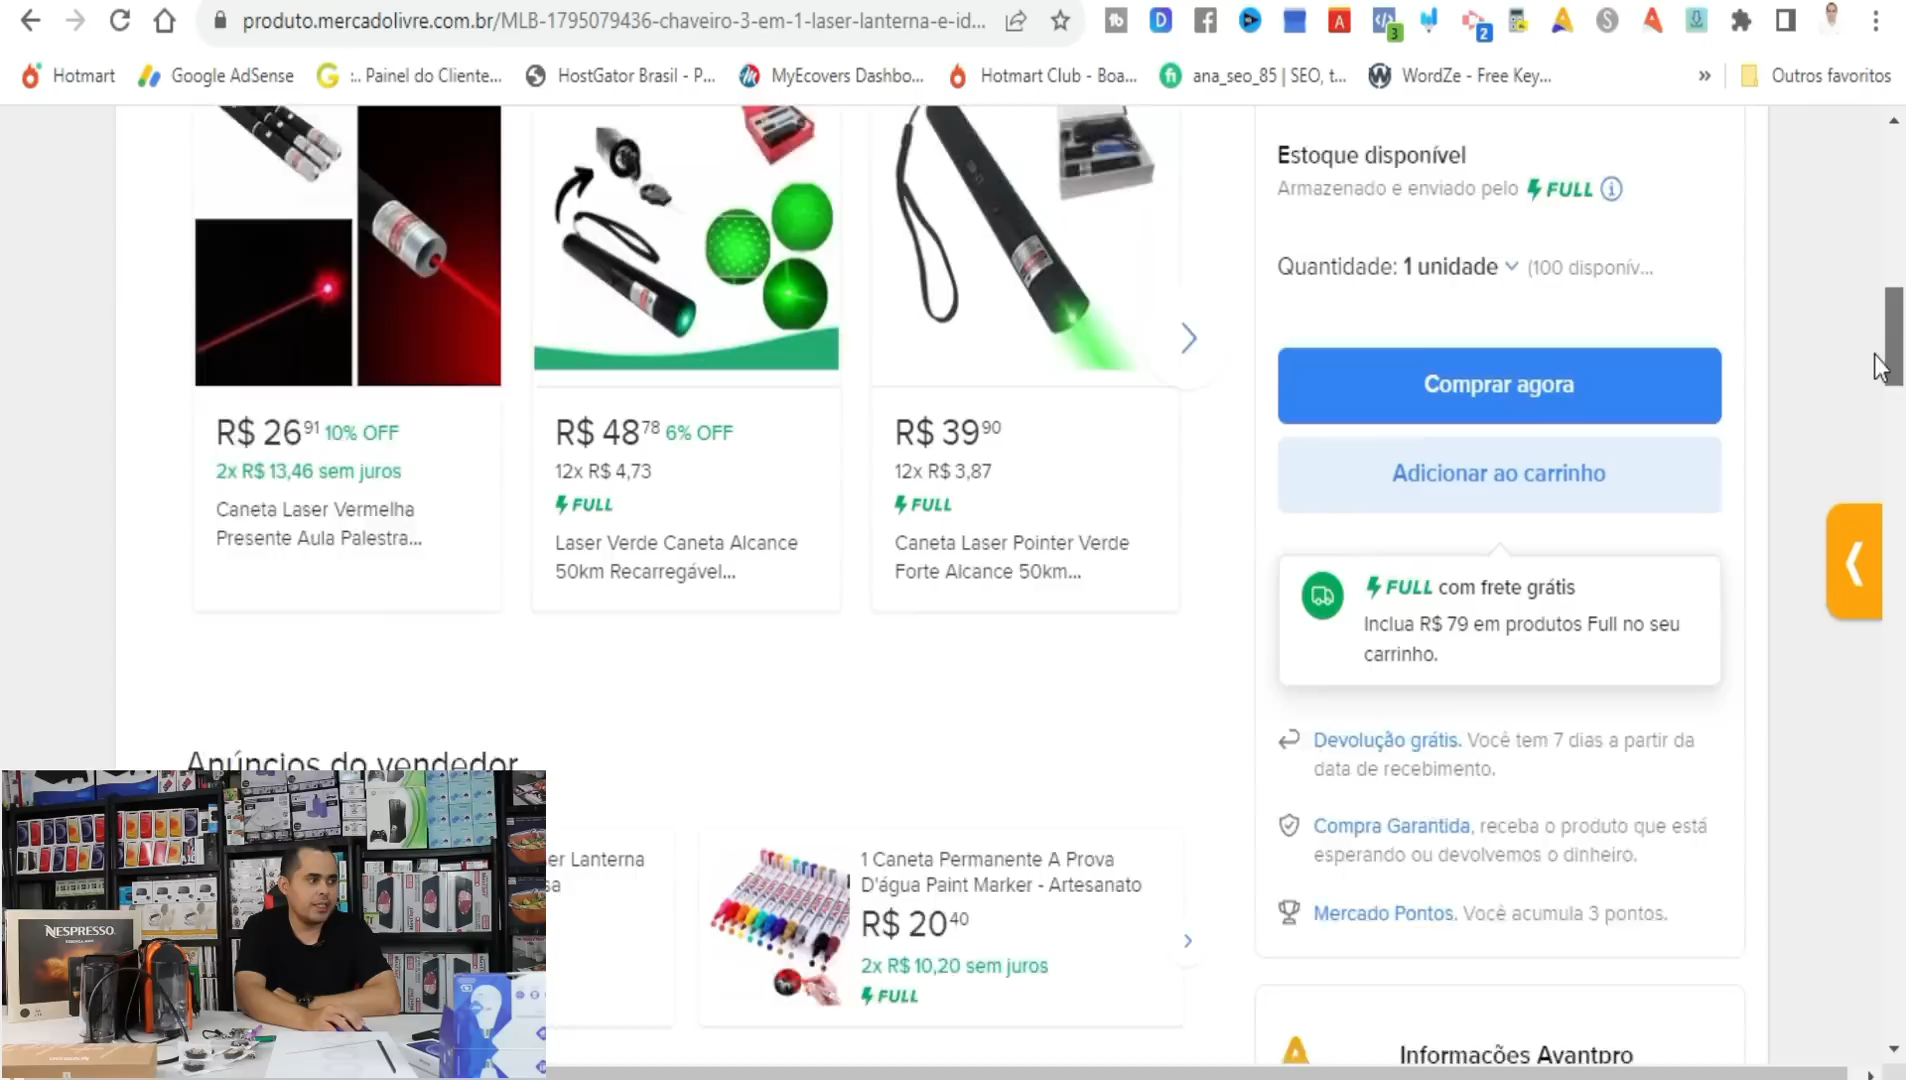 produto.mercadolivre.com.br/MLB-1795079436-chaveiro-3-em-1-laser-lanterna-e-id...
Hotmart
Google AdSense
:.. Painel do Cliente...
HostGator Brasil - P...
MyEcovers Dashbo...
Hotmart Club - Boa...
ana_seo_85 | SEO, t...
WordZe - Free Key...
»
Outros favoritos
R$ 26 91 10% OFF
2x R$ 13,46 sem juros
Caneta Laser Vermelha
Presente Aula Palestra...
R$ 48 78 6% OFF
12x R$ 4,73
FULL
Laser Verde Caneta Alcance
50km Recarregável...
R$ 39 90
12x R$ 3,87
FULL
Caneta Laser Pointer Verde
Forte Alcance 50km...
Estoque disponível
Armazenado e enviado pelo FULL
Quantidade: 1 unidade (100 disponív...
Comprar agora
Adicionar ao carrinho
FULL com frete grátis
Inclua R$ 79 em produtos Full no seu
carrinho.
Devolução grátis. Você tem 7 dias a partir da
data de recebimento.
Compra Garantida, receba o produto que está
esperando ou devolvemos o dinheiro.
Mercado Pontos. Você acumula 3 pontos.
Informações Avantpro
Anúncios do vendedor
er Lanterna
sa
1 Caneta Permanente A Prova
D'água Paint Marker - Artesanato
R$ 20 40
2x R$ 10,20 sem juros
FULL
NESPRESSO